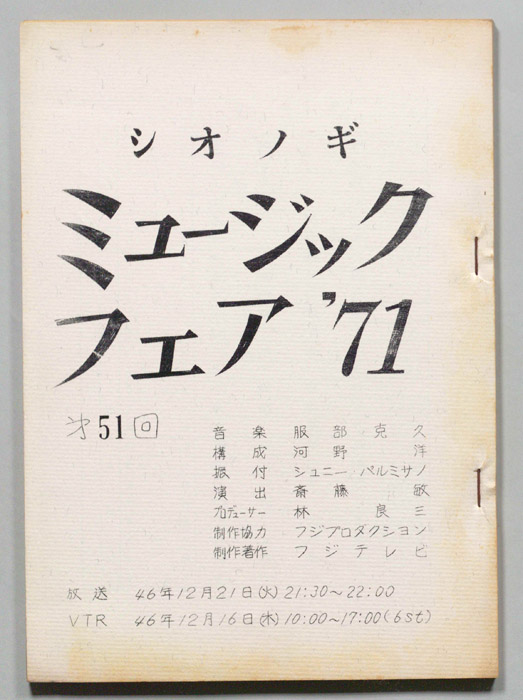 シオノギ
ミュージック
フェア '71
第51回
音楽 服部克久
構成 河野洋
振付 シュニー・パルミサノ
演出 斎藤敏
プロデューサー 林良三
制作協力 フジプロダクション
制作著作 フジテレビ
放送 46年12月21日(火)21:30〜22:00
VTR 46年12月16日(木)10:00〜17:00(6st)